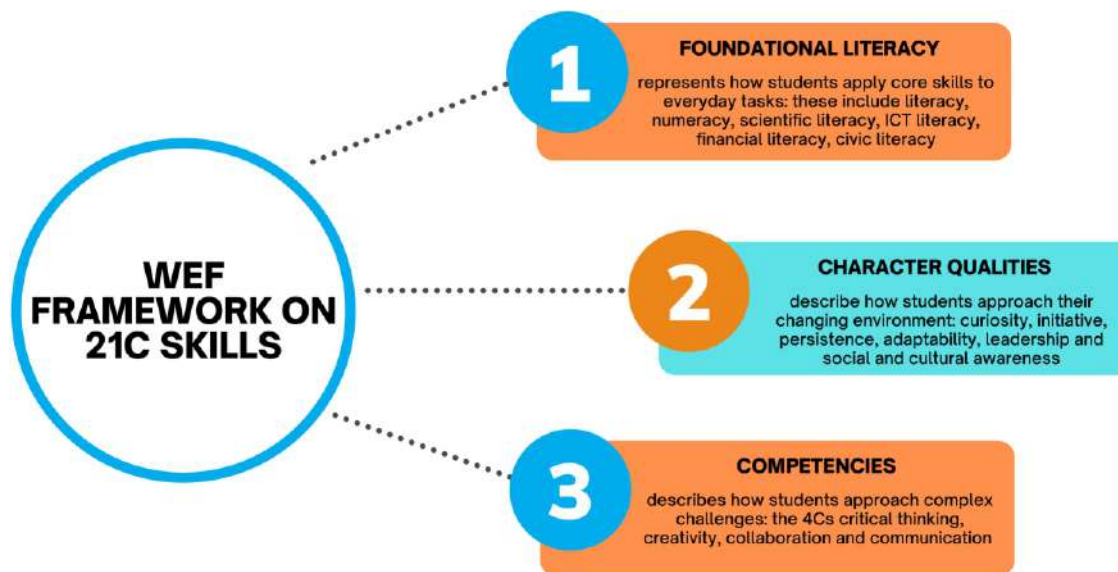 WEF
FRAMEWORK ON
21C SKILLS
1
FOUNDATIONAL LITERACY
represents how students apply core skills to
everyday tasks: these include literacy,
numeracy, scientific literacy, ICT literacy,
financial literacy, civic literacy
2
CHARACTER QUALITIES
describe how students approach their
changing environment: curiosity, initiative,
persistence, adaptability, leadership and
social and cultural awareness
3
COMPETENCIES
describes how students approach complex
challenges: the 4Cs critical thinking,
creativity, collaboration and communication